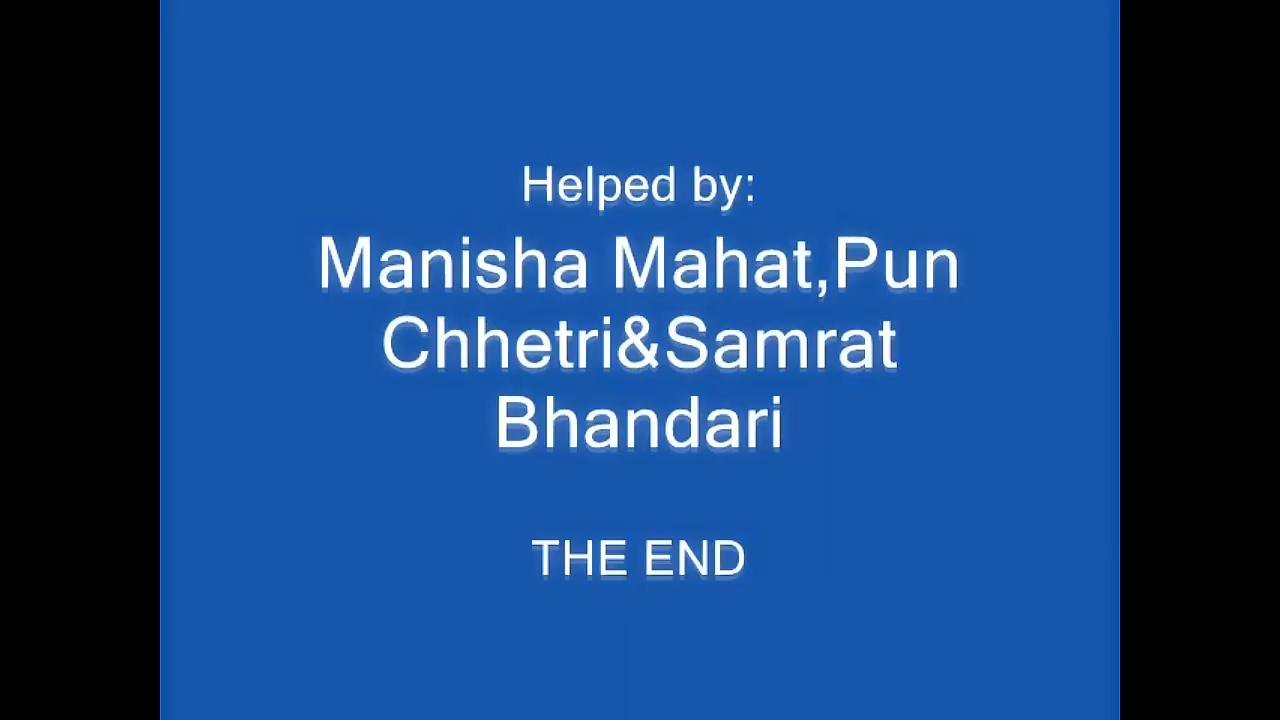 Helped by:
Manisha Mahat,Pun
Chhetri&Samrat
Bhandari
THE END